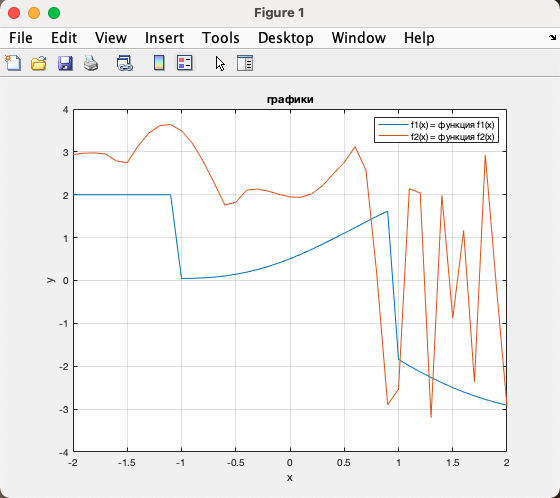 Figure 1
File Edit View Insert Tools Desktop Window Help
графики
f1(x) = функция f1(x)
f2(x) = функция f2(x)
4
3
2
1
0
-1
-2
-3
-4
y
-2 -1.5 -1 -0.5 0 0.5 1 1.5 2
x